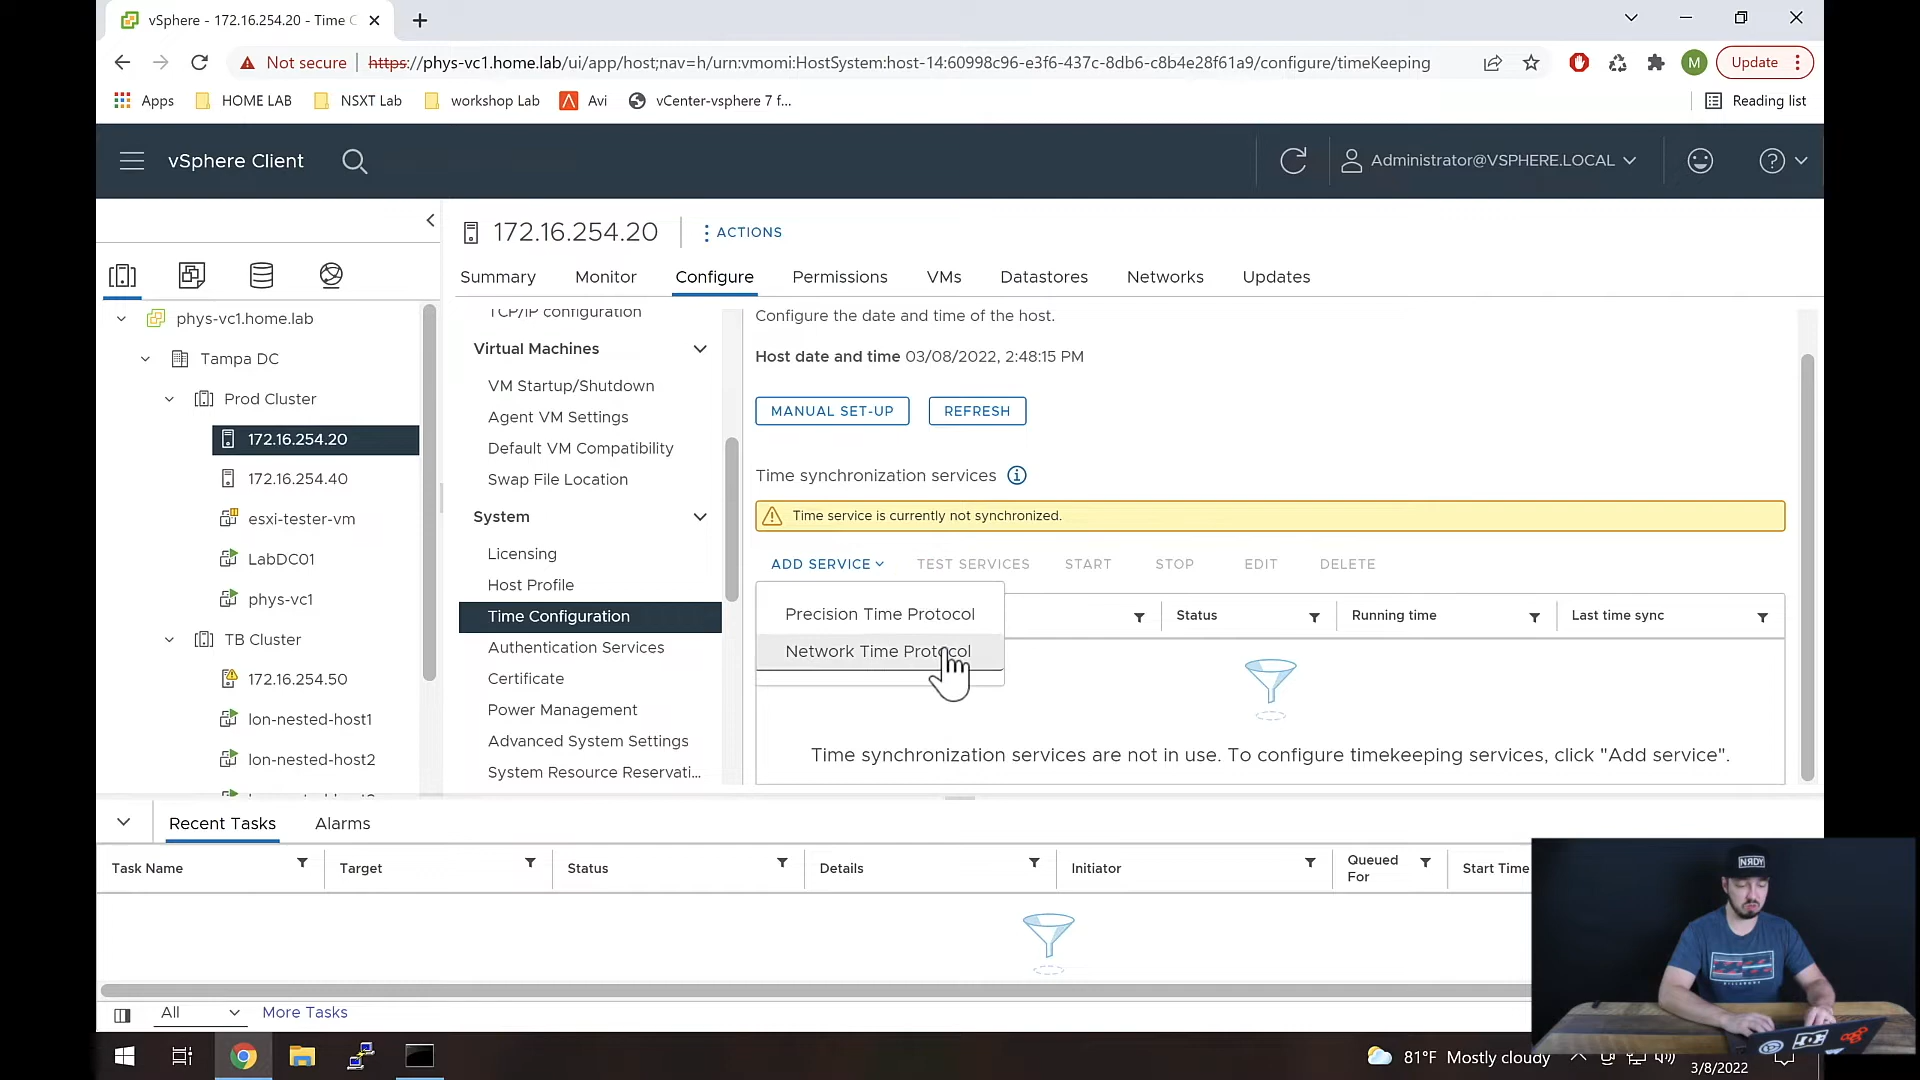 vSphere - 172.16.254.20 - Time C
Not secure
https://phys-vc1.home.lab/ui/app/host;nav=h/urn:vmomi:HostSystem:host-14:60998c96-e3f6-437c-8db6-c8b4e28f61a9/configure/timeKeeping
M
Update
Apps
HOME LAB
NSXT Lab
workshop Lab
Avi
vCenter-vsphere 7 f...
Reading list
vSphere Client
Administrator@VSPHERE.LOCAL
172.16.254.20
ACTIONS
Summary
Monitor
Configure
Permissions
VMs
Datastores
Networks
Updates
phys-vc1.home.lab
Tampa DC
Prod Cluster
172.16.254.20
172.16.254.40
esxi-tester-vm
LabDC01
phys-vc1
TB Cluster
172.16.254.50
lon-nested-host1
lon-nested-host2
TCP/IP configuration
Virtual Machines
VM Startup/Shutdown
Agent VM Settings
Default VM Compatibility
Swap File Location
System
Licensing
Host Profile
Time Configuration
Authentication Services
Certificate
Power Management
Advanced System Settings
System Resource Reservati...
Configure the date and time of the host.
Host date and time 03/08/2022, 2:48:15 PM
MANUAL SET-UP
REFRESH
Time synchronization services
Time service is currently not synchronized.
ADD SERVICE
TEST SERVICES
START
STOP
EDIT
DELETE
Precision Time Protocol
Network Time Protocol
Status
Running time
Last time sync
Time synchronization services are not in use. To configure timekeeping services, click "Add service".
Recent Tasks
Alarms
Task Name
Target
Status
Details
Initiator
Queued For
Start Time
All
More Tasks
NRDY
BILLABONG
81°F Mostly cloudy
3/8/2022